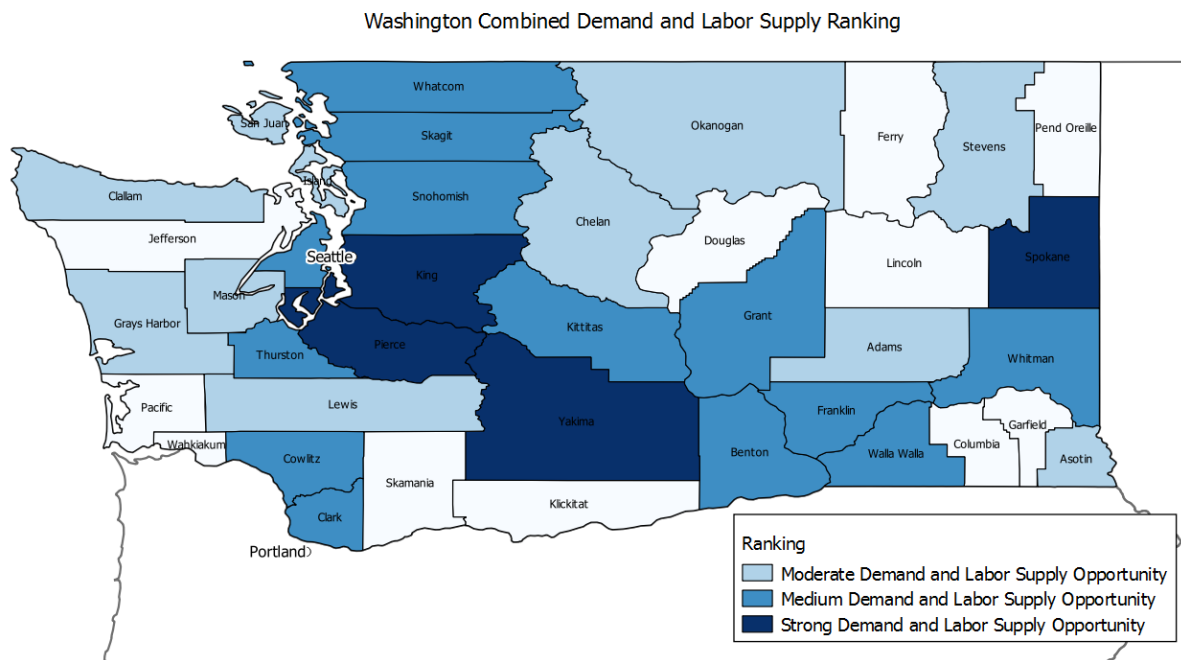 Washington Combined Demand and Labor Supply Ranking
Whatcom
San Juan
Skagit
Okanogan
Ferry
Stevens
Pend Oreille
Clallam
Island
Snohomish
Chelan
Jefferson
Douglas
Seattle
King
Lincoln
Spokane
Mason
Grays Harbor
Kittitas
Grant
Thurston
Pierce
Adams
Whitman
Pacific
Lewis
Yakima
Franklin
Garfield
Wahkiakum
Columbia
Cowlitz
Benton
Walla Walla
Asotin
Skamania
Klickitat
Clark
Portland
Ranking
Moderate Demand and Labor Supply Opportunity
Medium Demand and Labor Supply Opportunity
Strong Demand and Labor Supply Opportunity